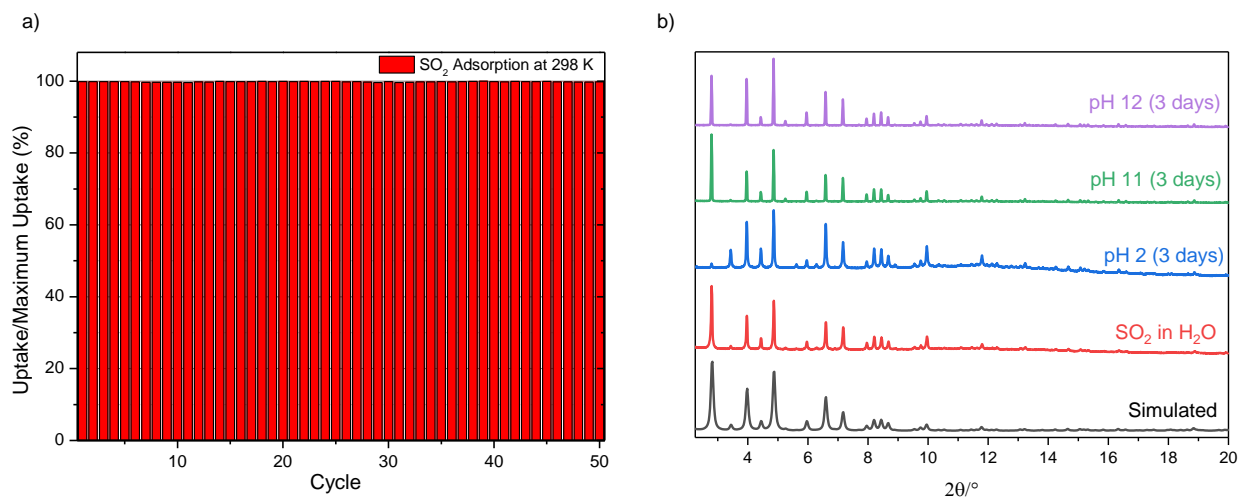 a)
SO₂ Adsorption at 298 K
100
80
60
40
20
0
Uptake/Maximum Uptake (%)
10
20
30
40
50
Cycle
b)
pH 12 (3 days)
pH 11 (3 days)
pH 2 (3 days)
SO₂ in H₂O
Simulated
4
6
8
10
12
14
16
18
20
2θ/°